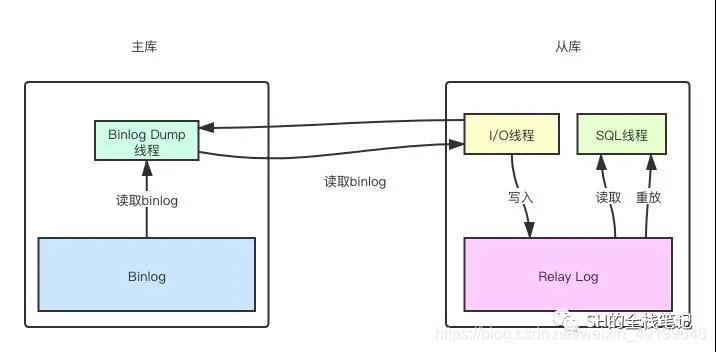 主库
从库
Binlog Dump
线程
I/O线程
SQL线程
读取binlog
读取binlog
写入
读取
重放
Binlog
Relay Log
SH的全栈笔记
https://blog.csdn.net/weixin_49199646